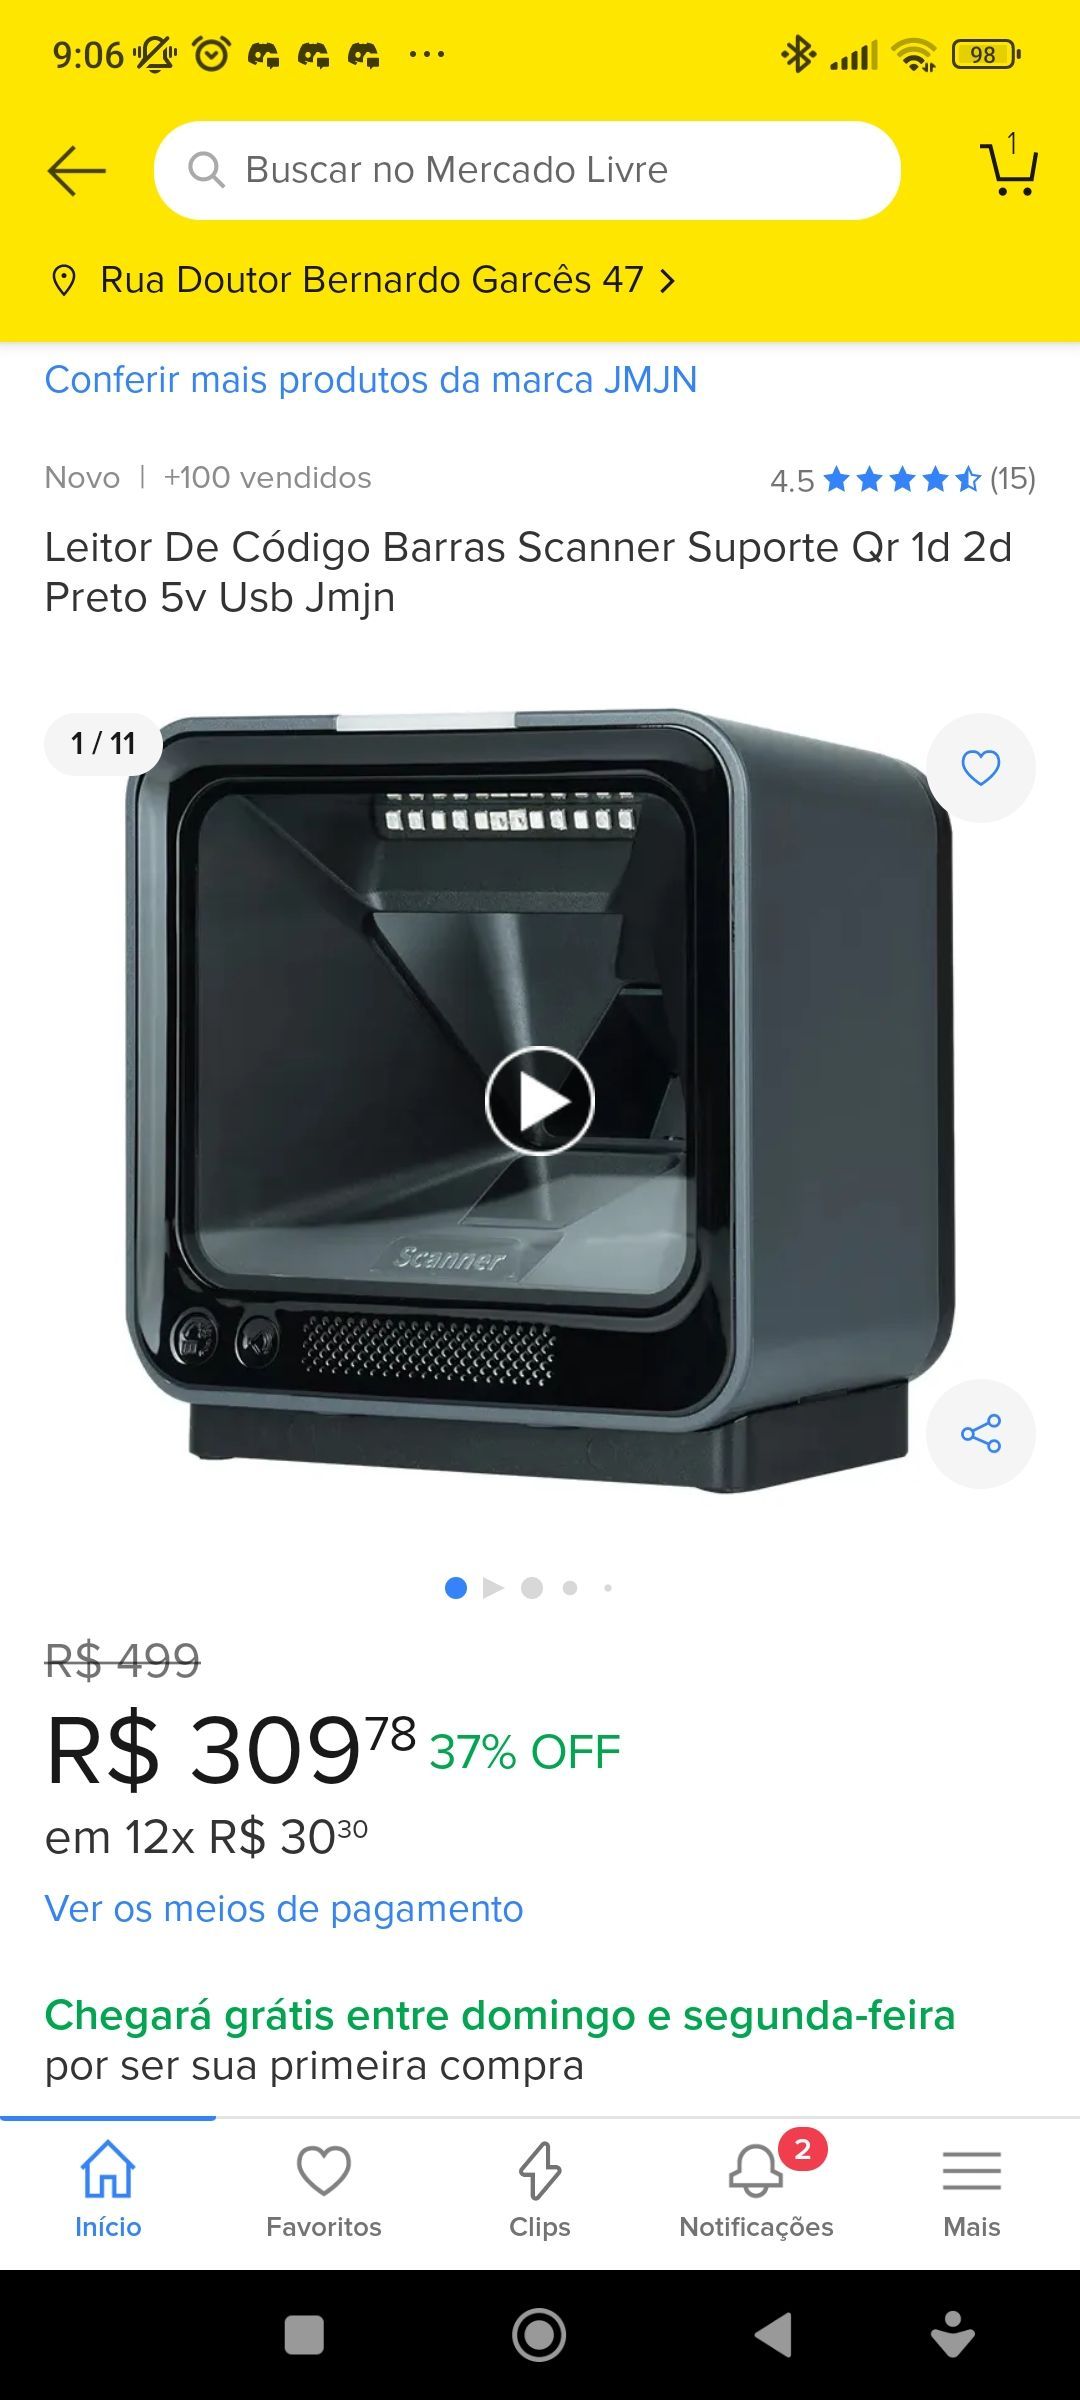 9:06 ... 98
Buscar no Mercado Livre
1
Rua Doutor Bernardo Garcês 47 >
Conferir mais produtos da marca JMJN
Novo | +100 vendidos 4.5 (15)
Leitor De Código Barras Scanner Suporte Qr 1d 2d
Preto 5v Usb Jmjn
1 / 11
Scanner
R$ 499
R$ 309 78 37% OFF
em 12x R$ 30 30
Ver os meios de pagamento
Chegará grátis entre domingo e segunda-feira
por ser sua primeira compra
2
Início Favoritos Clips Notificações Mais